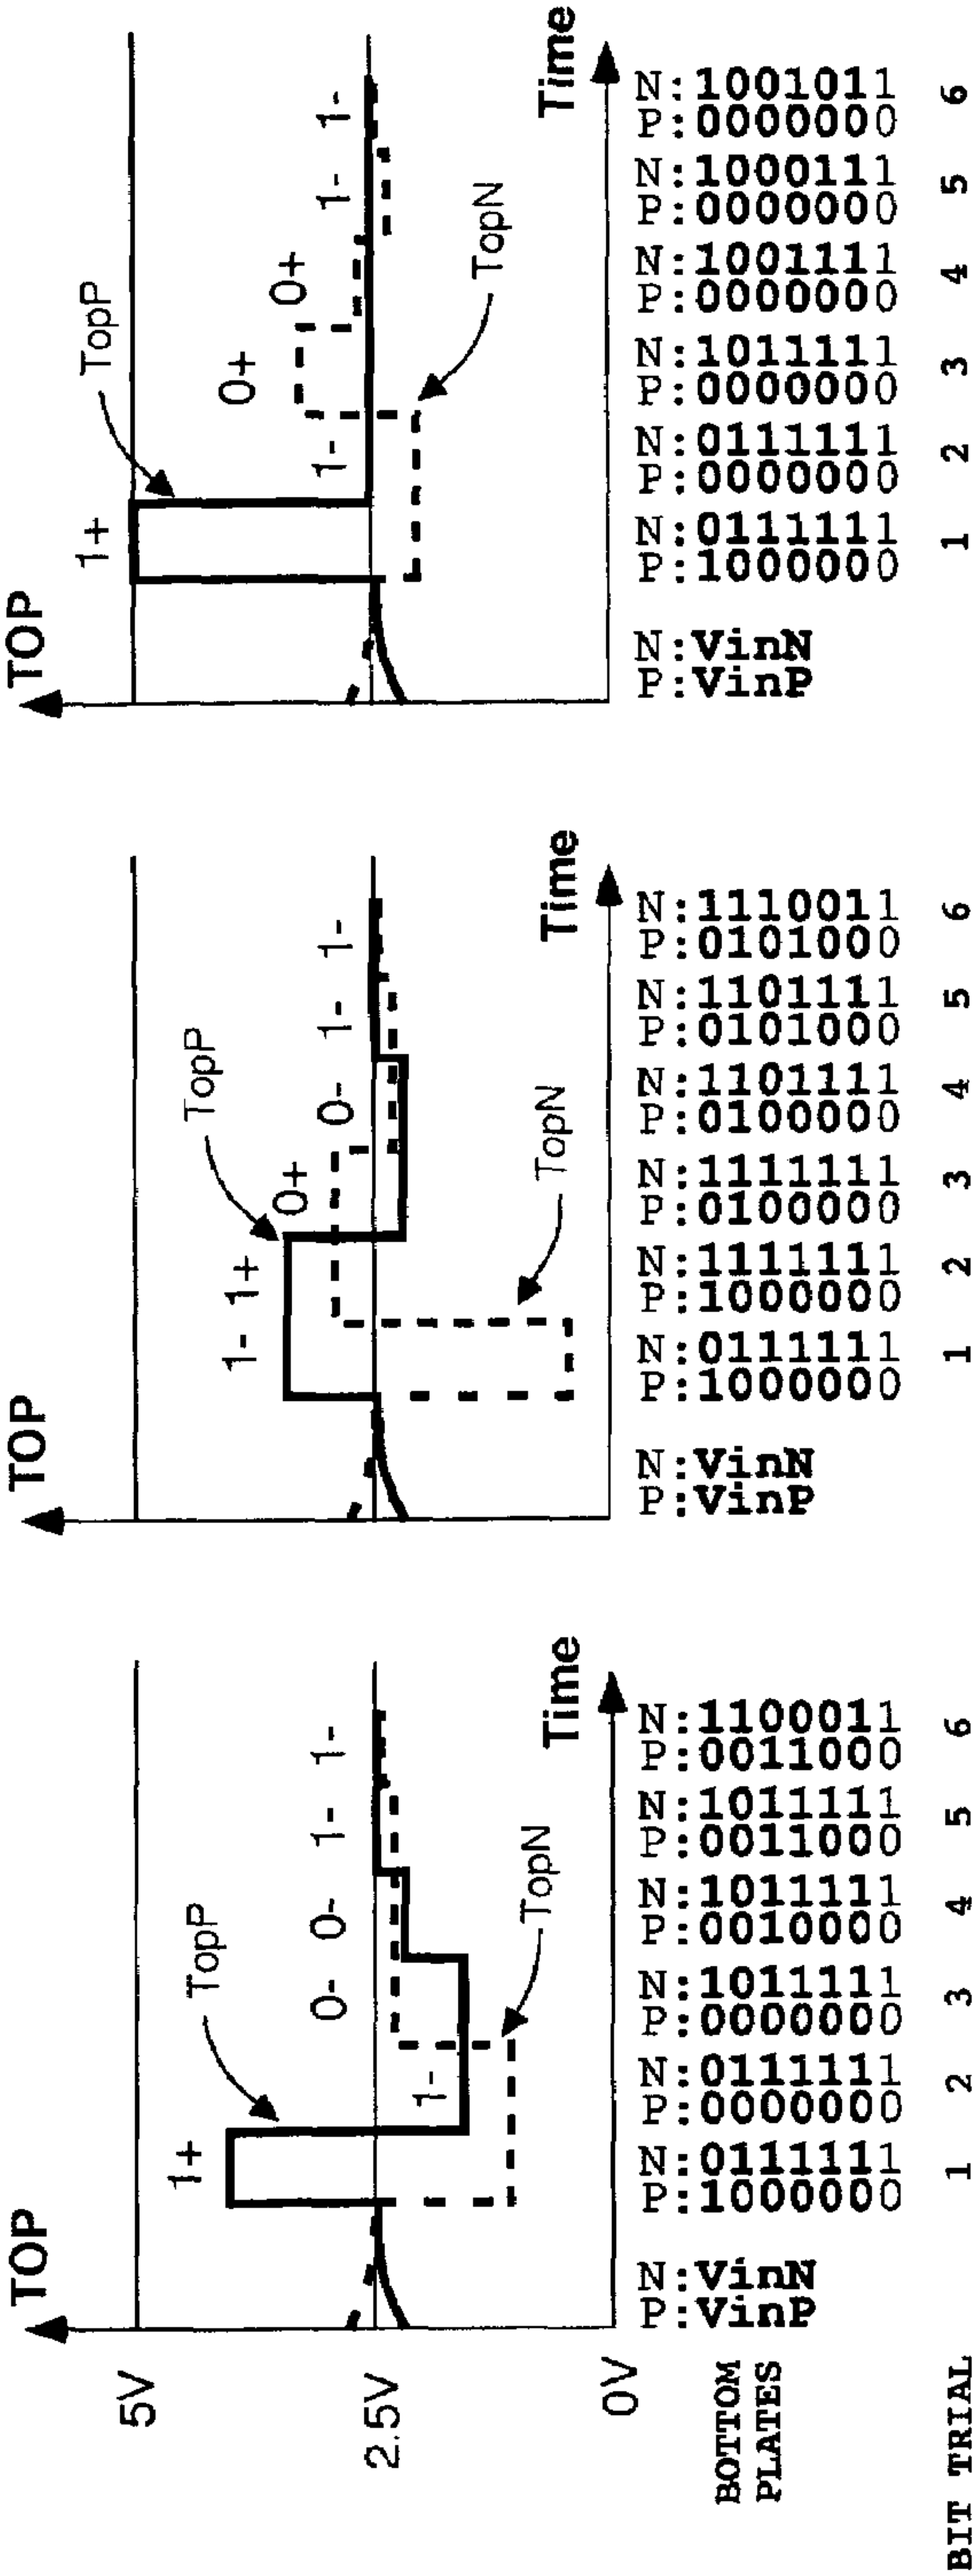 TOP
5V
2.5V
0V
1+
TopP
1-
0- 0- 1- 1-
TopN
Time
BOTTOM
PLATES
N:VinN
P:VinP
N:0111111
P:1000000
N:0111111
P:0000000
N:1011111
P:0000000
N:1011111
P:0010000
N:1011111
P:0011000
N:1100011
P:0011000
BIT TRIAL 1 2 3 4 5 6
TOP
1- 1+
TopP
0+
0- 1- 1-
TopN
Time
N:VinN
P:VinP
N:0111111
P:1000000
N:1111111
P:1000000
N:1111111
P:0100000
N:1101111
P:0100000
N:1101111
P:0101000
N:1110011
P:0101000
1 2 3 4 5 6
TOP
1+
TopP
1-
0+
0+
1- 1-
TopN
Time
N:VinN
P:VinP
N:0111111
P:1000000
N:0111111
P:0000000
N:1011111
P:0000000
N:1001111
P:0000000
N:1000111
P:0000000
N:1001011
P:0000000
1 2 3 4 5 6